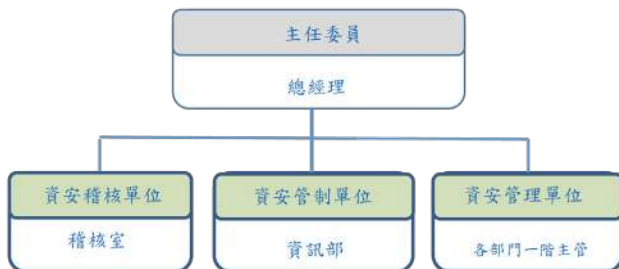 主任委員
總經理
資安稽核單位
稽核室
資安管制單位
資訊部
資安管理單位
各部門一階主管